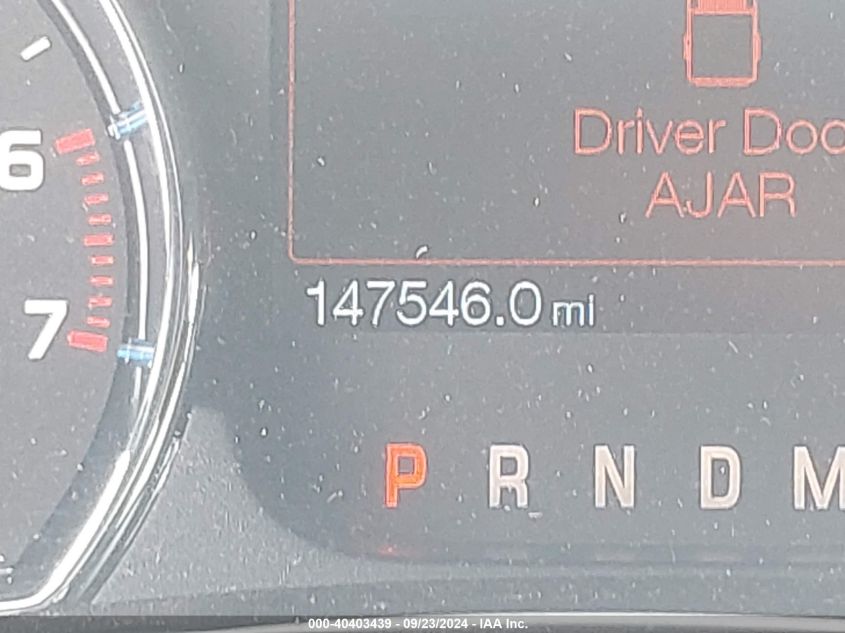 6
7
Driver Doo
AJAR
147546.0 mi
P R N D M
000-40403439 - 09/23/2024 - IAA Inc.